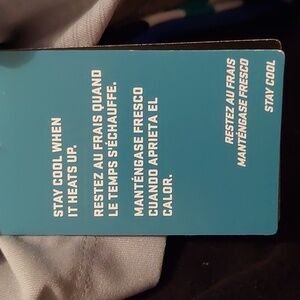 STAY COOL WHEN
IT HEATS UP.
RESTEZ AU FRAIS QUAND
LE TEMPS S'ÉCHAUFFE.
MANTÉNGASE FRESCO
CUANDO APRIETA EL
CALOR.
RESTEZ AU FRAIS
MANTÉNGASE FRESCO
STAY COOL